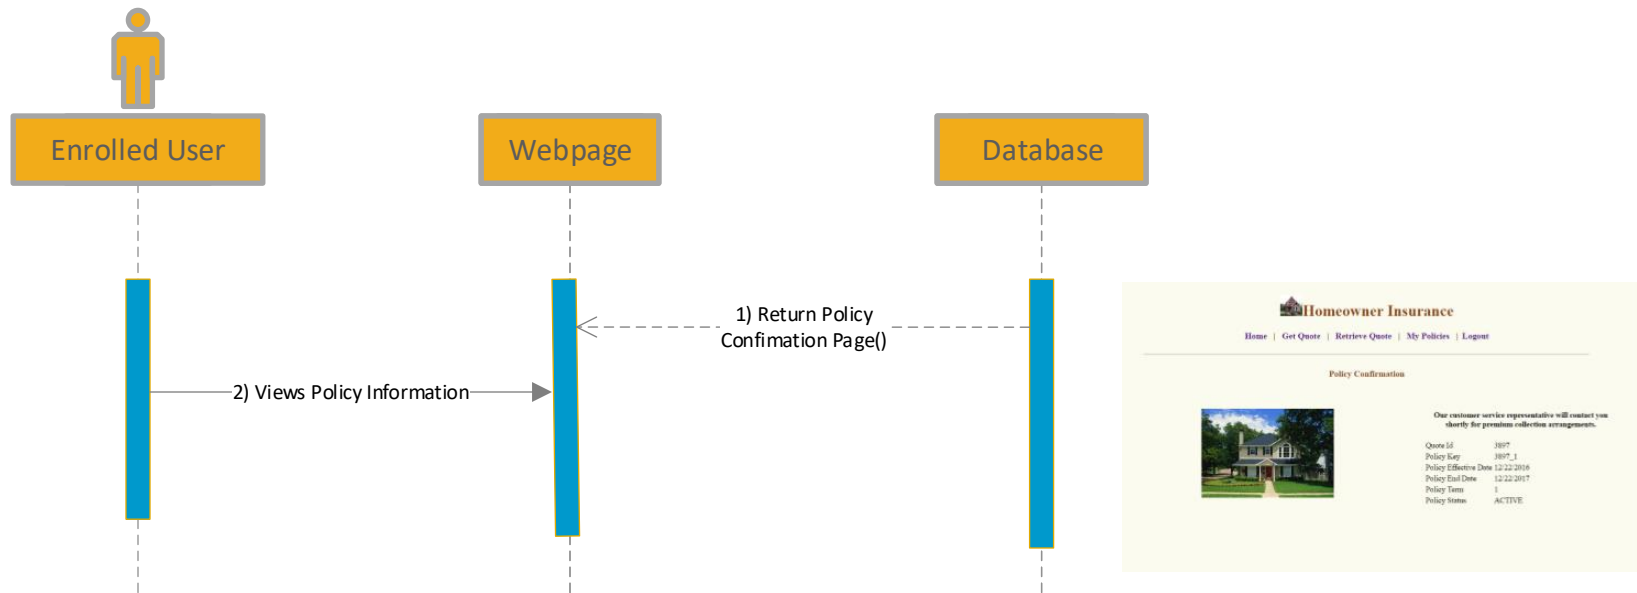 Enrolled User
Webpage
Database
1) Return Policy
Confimation Page()
2) Views Policy Information
Homeowner Insurance
Home | Get Quote | Retrieve Quote | My Policies | Logout
Policy Confirmation
Our customer service representative will contact you
shortly for premium collection arrangements.
Quote Id 3897
Policy Key 3897_1
Policy Effective Date 12/22/2016
Policy End Date 12/22/2017
Policy Term 1
Policy Status ACTIVE